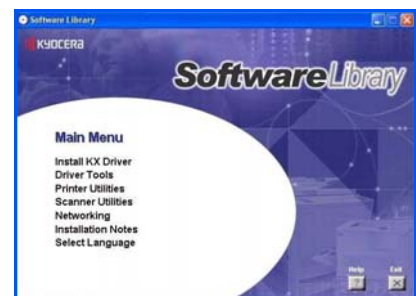 Software Library
KYOCERA
SoftwareLibrary
Main Menu
Install KX Driver
Driver Tools
Printer Utilities
Scanner Utilities
Networking
Installation Notes
Select Language
Help Exit